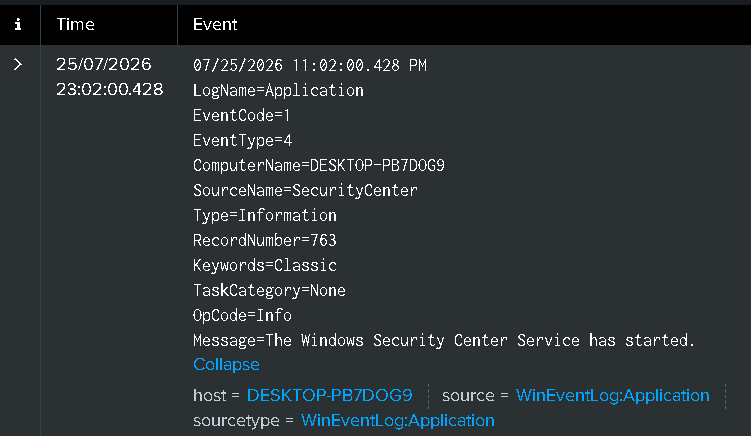 i Time Event
> 25/07/2026 07/25/2026 11:02:00.428 PM
23:02:00.428 LogName=Application
EventCode=1
EventType=4
ComputerName=DESKTOP-PB7DOG9
SourceName=SecurityCenter
Type=Information
RecordNumber=763
Keywords=Classic
TaskCategory=None
OpCode=Info
Message=The Windows Security Center Service has started.
Collapse
host = DESKTOP-PB7DOG9 source = WinEventLog:Application
sourcetype = WinEventLog:Application